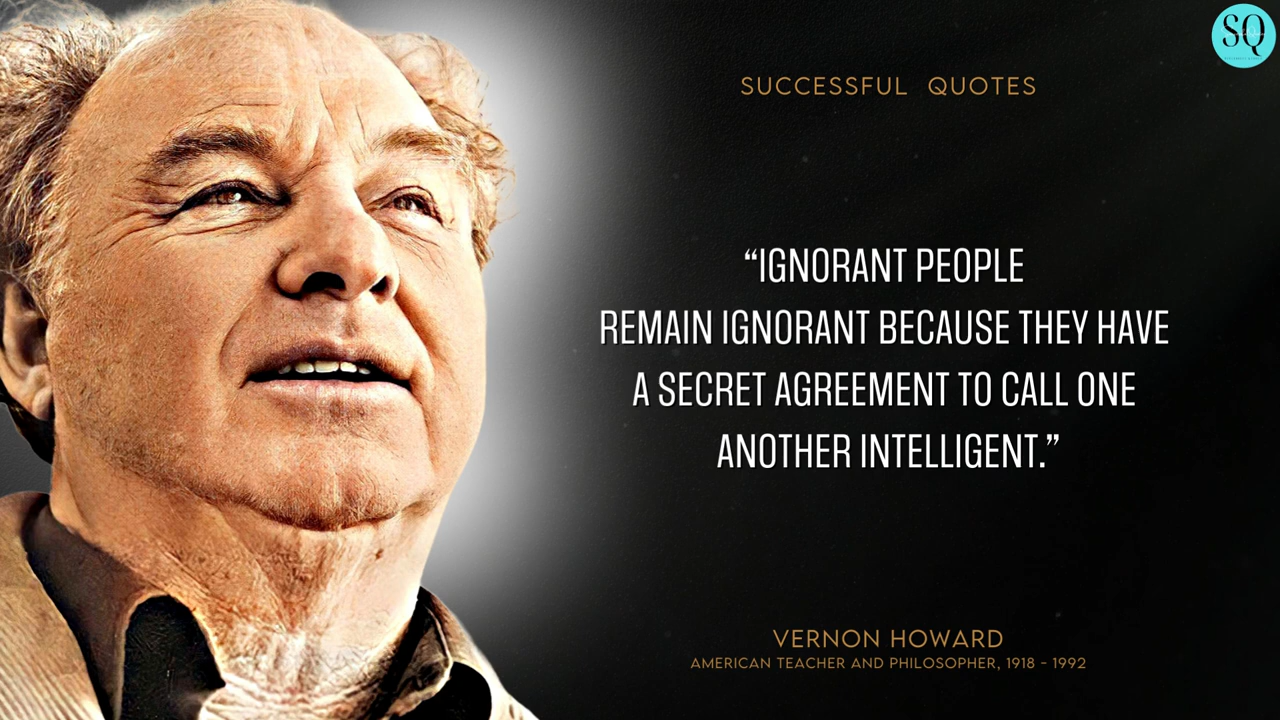 SQ
SUCCESSFUL QUOTES
“IGNORANT PEOPLE
REMAIN IGNORANT BECAUSE THEY HAVE
A SECRET AGREEMENT TO CALL ONE
ANOTHER INTELLIGENT.”
VERNON HOWARD
AMERICAN TEACHER AND PHILOSOPHER, 1918 - 1992